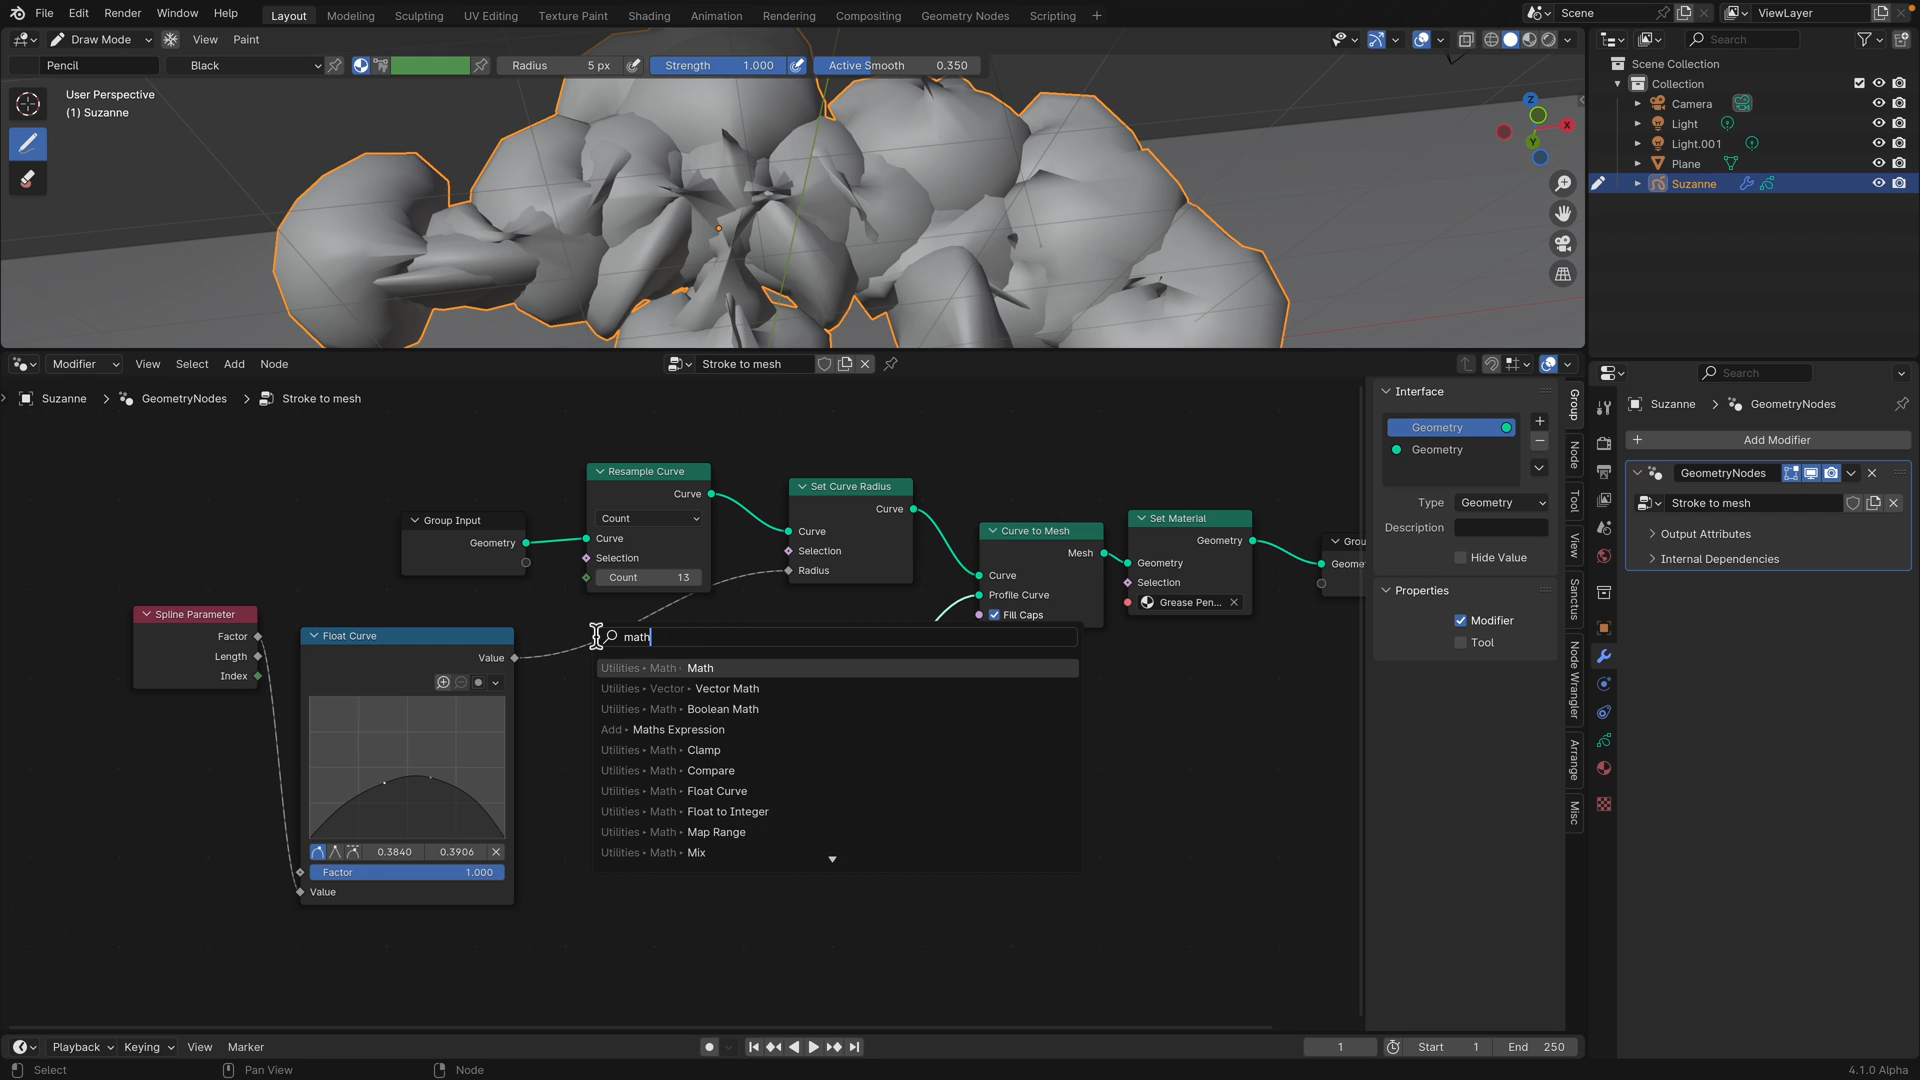 File Edit Render Window Help Layout Modeling Sculpting UV Editing Texture Paint Shading Animation Rendering Compositing Geometry Nodes Scripting + Scene ViewLayer
Draw Mode View Paint Search
Pencil Black Radius 5 px Strength 1.000 Active Smooth 0.350
User Perspective
(1) Suzanne
Z
X
Y
Scene Collection
Collection
Camera
Light
Light.001
Plane
Suzanne
Modifier View Select Add Node Stroke to mesh
Suzanne > GeometryNodes > Stroke to mesh
Resample Curve
Curve
Count
Curve
Selection
Count 13
Group Input
Geometry
Set Curve Radius
Curve
Curve
Selection
Radius
Curve to Mesh
Mesh
Curve
Profile Curve
Fill Caps
Set Material
Geometry
Geometry
Selection
Grease Pen...
Grou
Geome
Spline Parameter
Factor
Length
Index
Float Curve
Value
0.3840 0.3906
Factor 1.000
Value
math
Utilities ▸ Math ▸ Math
Utilities ▸ Vector ▸ Vector Math
Utilities ▸ Math ▸ Boolean Math
Add ▸ Maths Expression
Utilities ▸ Math ▸ Clamp
Utilities ▸ Math ▸ Compare
Utilities ▸ Math ▸ Float Curve
Utilities ▸ Math ▸ Float to Integer
Utilities ▸ Math ▸ Map Range
Utilities ▸ Math ▸ Mix
Interface
Geometry
Geometry
Type Geometry
Description
Hide Value
Properties
Modifier
Tool
Group
Node
Tool
View
Sanctus
Node Wrangler
Arrange
Misc
Search
Suzanne > GeometryNodes
Add Modifier
GeometryNodes
Stroke to mesh
Output Attributes
Internal Dependencies
Playback Keying View Marker 1 Start 1 End 250
Select Pan View Node 4.1.0 Alpha